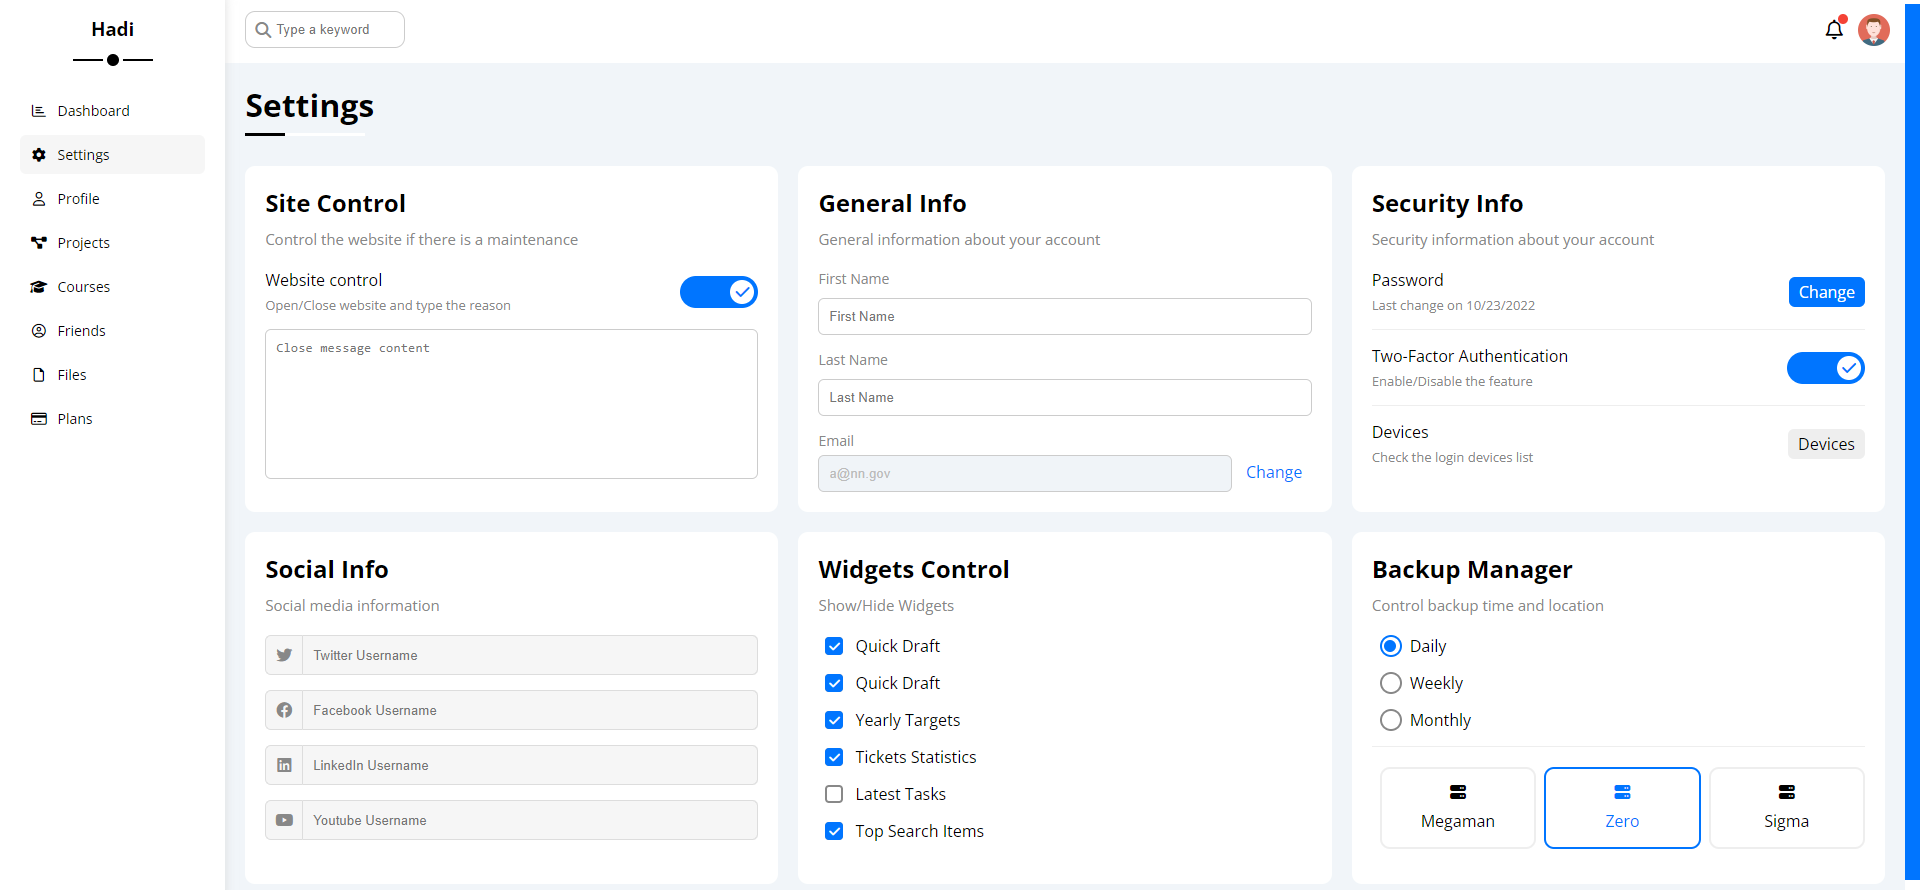 Hadi
Dashboard
Settings
Profile
Projects
Courses
Friends
Files
Plans
Type a keyword
Settings
Site Control
Control the website if there is a maintenance
Website control
Open/Close website and type the reason
Close message content
General Info
General information about your account
First Name
First Name
Last Name
Last Name
Email
a@nn.gov
Change
Security Info
Security information about your account
Password
Last change on 10/23/2022
Change
Two-Factor Authentication
Enable/Disable the feature
Devices
Check the login devices list
Devices
Social Info
Social media information
Twitter Username
Facebook Username
LinkedIn Username
Youtube Username
Widgets Control
Show/Hide Widgets
Quick Draft
Quick Draft
Yearly Targets
Tickets Statistics
Latest Tasks
Top Search Items
Backup Manager
Control backup time and location
Daily
Weekly
Monthly
Megaman
Zero
Sigma